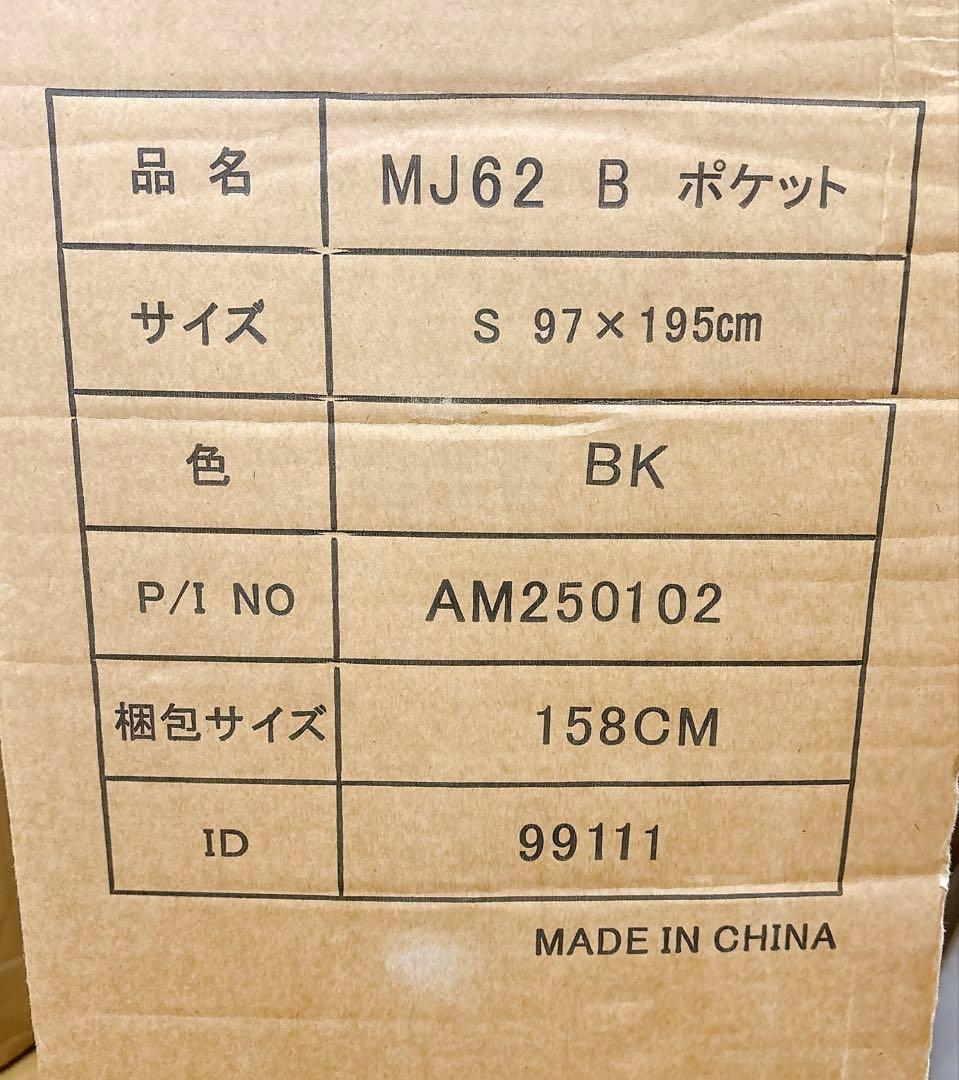 品名 MJ62 B ポケット
サイズ S 97×195cm
色 BK
P/I NO AM250102
梱包サイズ 158CM
ID 99111
MADE IN CHINA